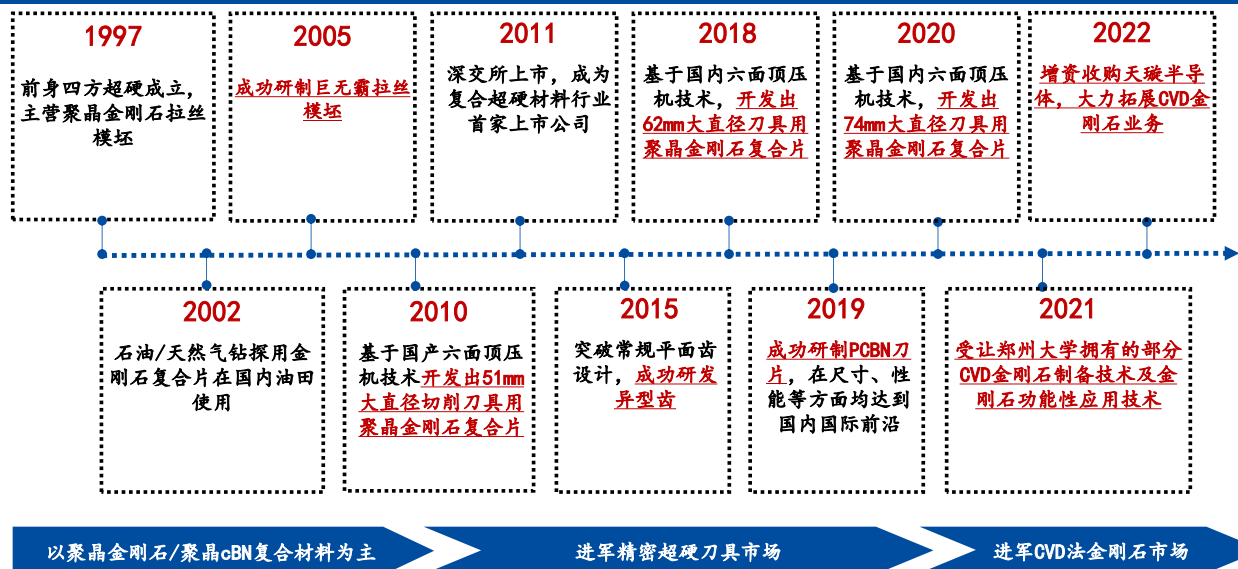 1997
前身四方超硬成立，
主营聚晶金刚石拉丝
模坯
2005
成功研制巨无霸拉丝
模坯
2011
深交所上市，成为
复合超硬材料行业
首家上市公司
2018
基于国内六面顶压
机技术，开发出
62mm大直径刀具用
聚晶金刚石复合片
2020
基于国内六面顶压
机技术，开发出
74mm大直径刀具用
聚晶金刚石复合片
2022
增资收购天璇半导
体，大力拓展CVD金
刚石业务
2002
石油/天然气钻探用金
刚石复合片在国内油田
使用
2010
基于国产六面顶压
机技术开发出51mm
大直径切削刀具用
聚晶金刚石复合片
2015
突破常规平面齿
设计，成功研发
异型齿
2019
成功研制PCBN刀
片，在尺寸、性
能等方面均达到
国内国际前沿
2021
受让郑州大学拥有的部分
CVD金刚石制备技术及金
刚石功能性应用技术
以聚晶金刚石/聚晶cBN复合材料为主
进军精密超硬刀具市场
进军CVD法金刚石市场